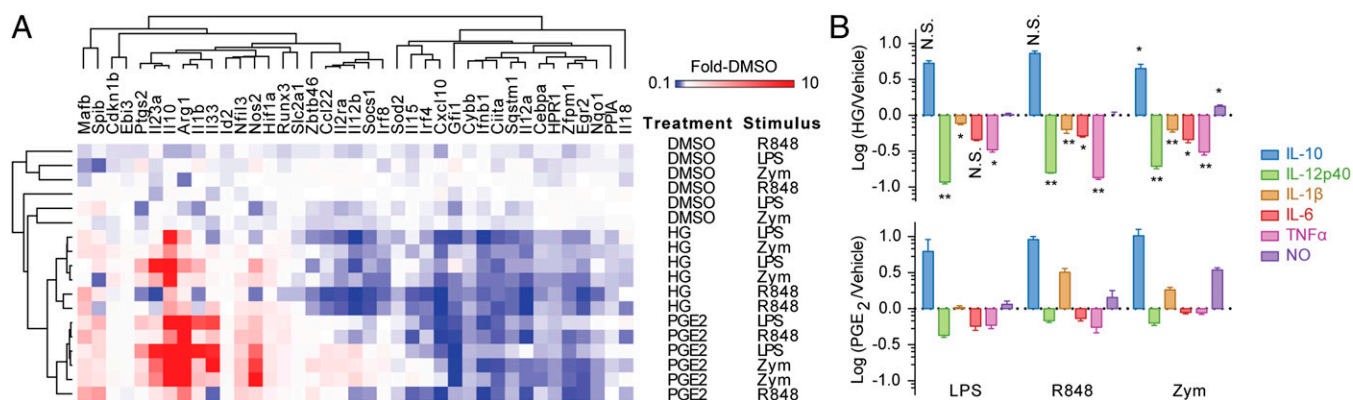 A
Fold-DMSO
0.1
10
Mafb
Spib
Cdkn1b
Ebi3
Ptgs2
Il23a
Il10
Arg1
Il1b
Il33
Id2
Nfil3
Nos2
Hif1a
Runx3
Slc2a1
Zbtb46
Ccl22
Il2ra
Il12b
Socs1
Irf8
Sod2
Il15
Irf4
Cxcl10
Gfi1
Cybb
Ifnb1
Ciita
Sqstm1
Il12a
Cebpa
HPR1
Zfpm1
Egr2
Nqo1
PPIA
Il18
Treatment Stimulus
DMSO R848
DMSO LPS
DMSO Zym
DMSO R848
DMSO LPS
DMSO Zym
HG LPS
HG Zym
HG LPS
HG Zym
HG R848
HG R848
PGE2 LPS
PGE2 R848
PGE2 LPS
PGE2 Zym
PGE2 Zym
PGE2 R848
B
Log (HG/Vehicle)
1.0
0.5
0.0
-0.5
-1.0
N.S.
**
*
N.S.
*
N.S.
**
**
*
**
*
**
**
*
**
*
Log (PGE 2 /Vehicle)
1.0
0.5
0.0
-0.5
-1.0
LPS R848 Zym
IL-10
IL-12p40
IL-1β
IL-6
TNFα
NO